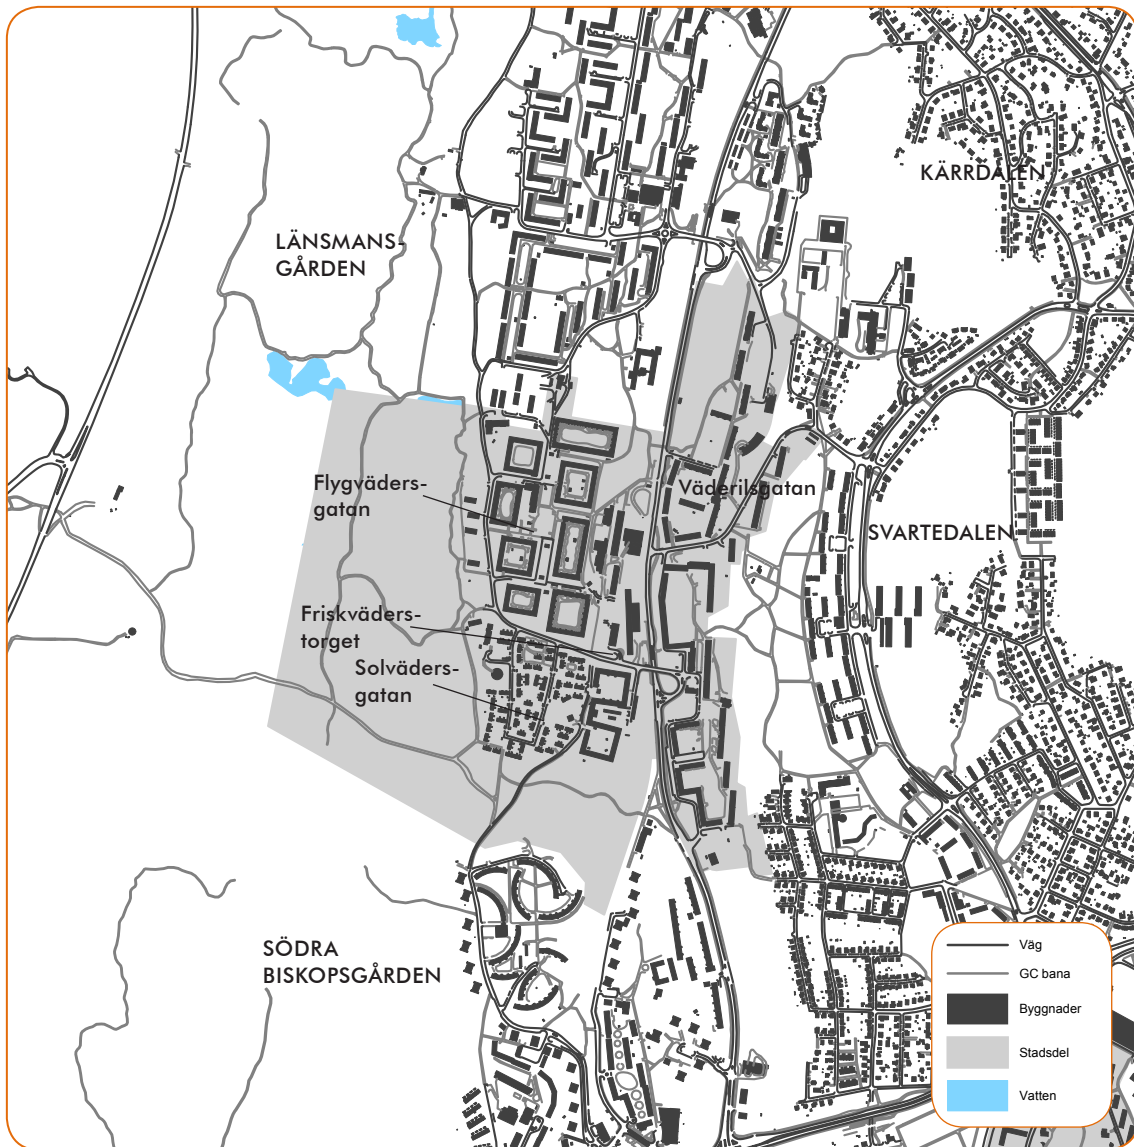 KÄRRDALEN
LÄNSMANS-
GÅRDEN
Flygväders-
gatan
Väderilsgatan
SVARTEDALEN
Friskväders-
torget
Solväders-
gatan
SÖDRA
BISKOPSGÅRDEN
Väg
GC bana
Byggnader
Stadsdel
Vatten